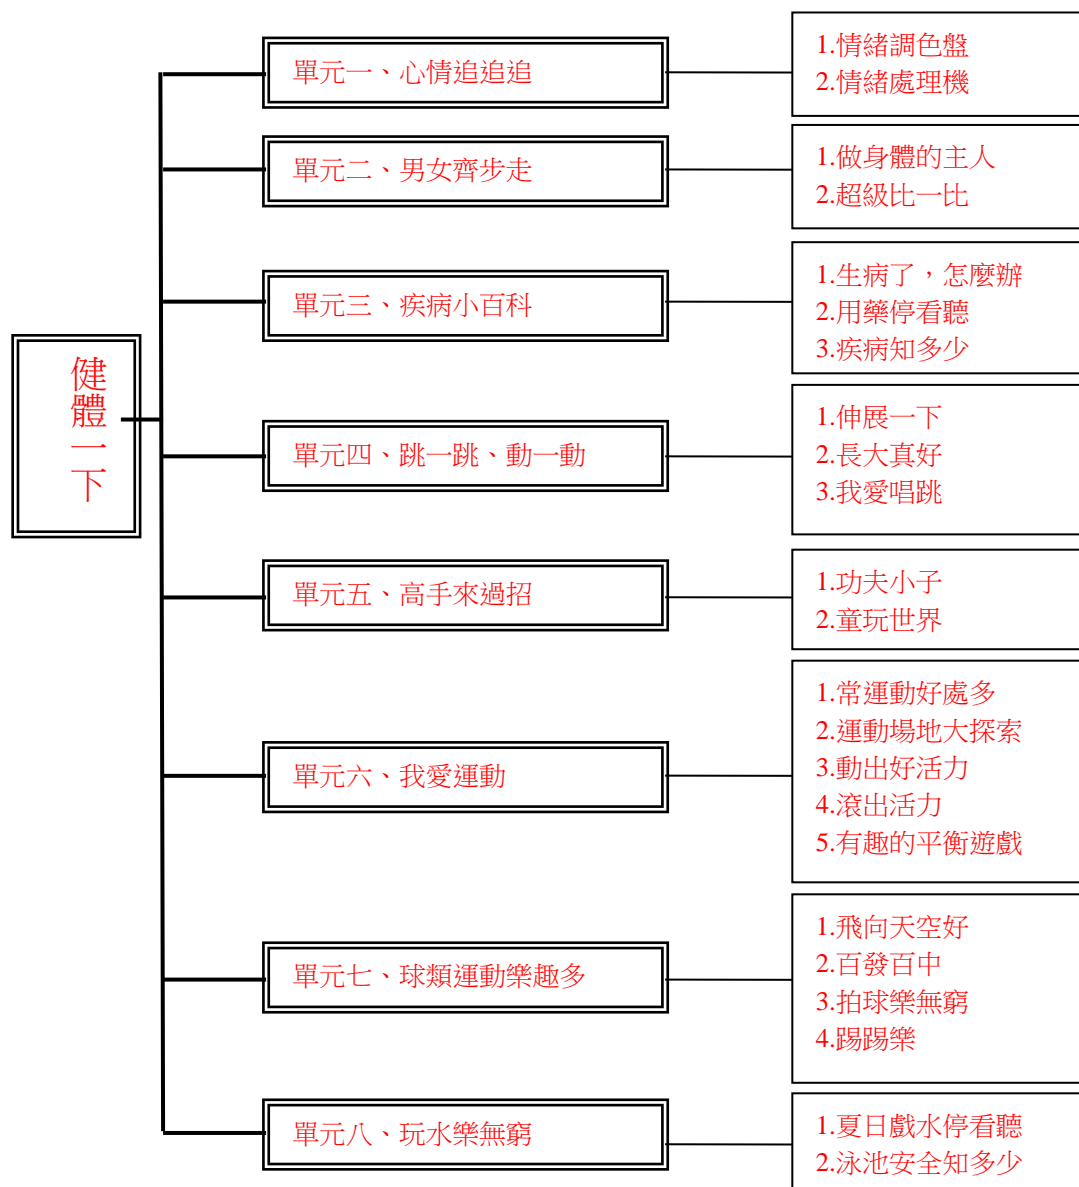 健體一下
單元一、心情追追追
1.情緒調色盤
2.情緒處理機
單元二、男女齊步走
1.做身體的主人
2.超級比一比
單元三、疾病小百科
1.生病了，怎麼辦
2.用藥停看聽
3.疾病知多少
單元四、跳一跳、動一動
1.伸展一下
2.長大真好
3.我愛唱跳
單元五、高手來過招
1.功夫小子
2.童玩世界
單元六、我愛運動
1.常運動好處多
2.運動場地大探索
3.動出好活力
4.滾出活力
5.有趣的平衡遊戲
單元七、球類運動樂趣多
1.飛向天空好
2.百發百中
3.拍球樂無窮
4.踢踢樂
單元八、玩水樂無窮
1.夏日戲水停看聽
2.泳池安全知多少